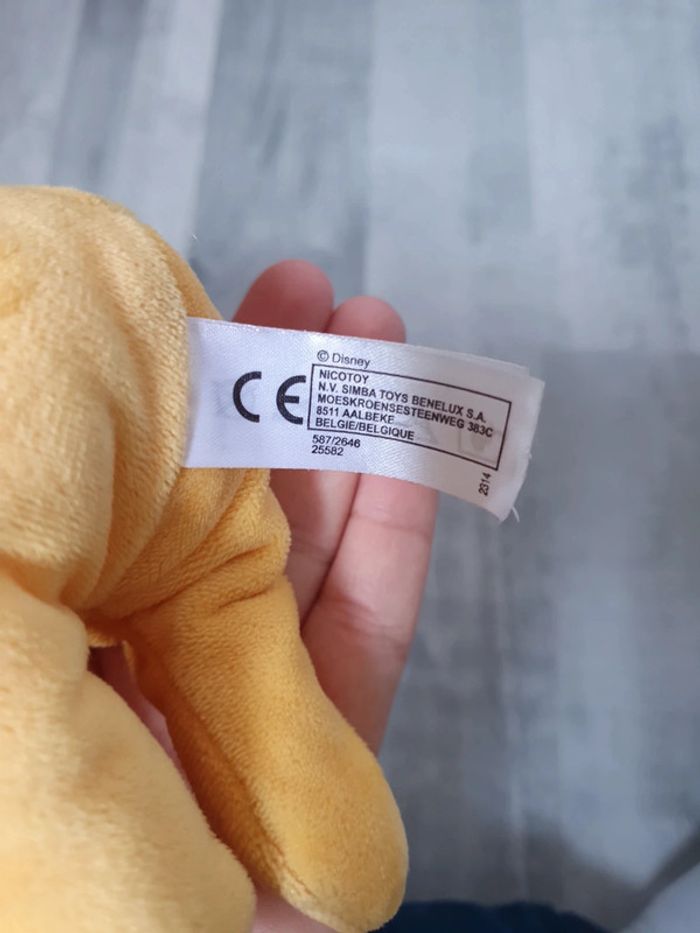 © Disney
CE
NICOTOY
N.V. SIMBA TOYS BENELUX S.A.
MOESKROENSESTEENWEG 383C
8511 AALBEKE
BELGIE/BELGIQUE
587/2646
25582
2314